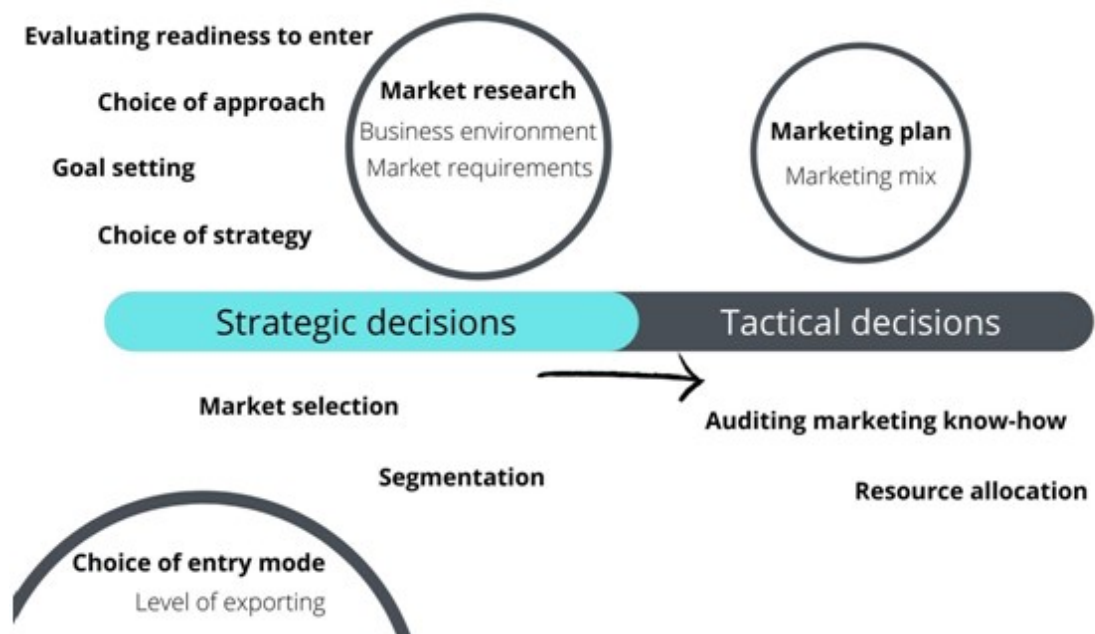 Evaluating readiness to enter
Choice of approach
Goal setting
Choice of strategy
Market research
Business environment
Market requirements
Marketing plan
Marketing mix
Strategic decisions
Tactical decisions
Market selection
Segmentation
Auditing marketing know-how
Resource allocation
Choice of entry mode
Level of exporting